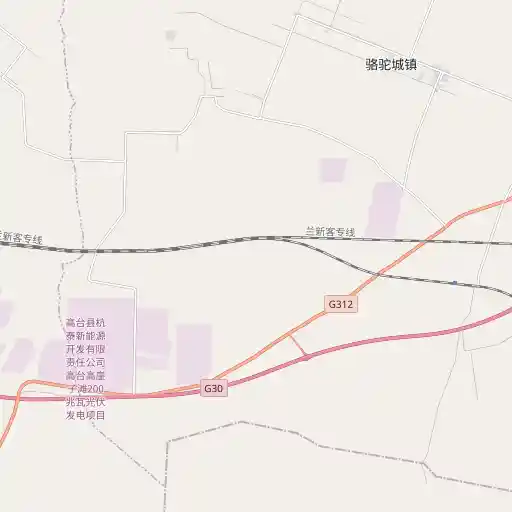 骆驼城镇
兰新客专线
兰新客专线
G312
高台县杭
泰新能源
开发有限
责任公司
高台高崖
子滩200
兆瓦光伏
发电项目
G30